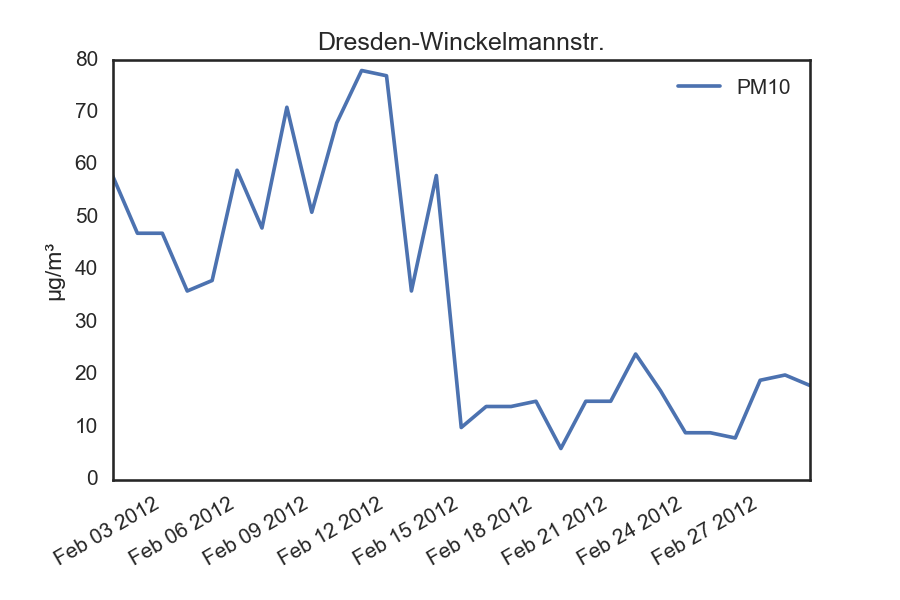 Dresden-Winckelmannstr.
80
70
60
50
40
30
20
10
0
µg/m³
PM10
Feb 03 2012
Feb 06 2012
Feb 09 2012
Feb 12 2012
Feb 15 2012
Feb 18 2012
Feb 21 2012
Feb 24 2012
Feb 27 2012